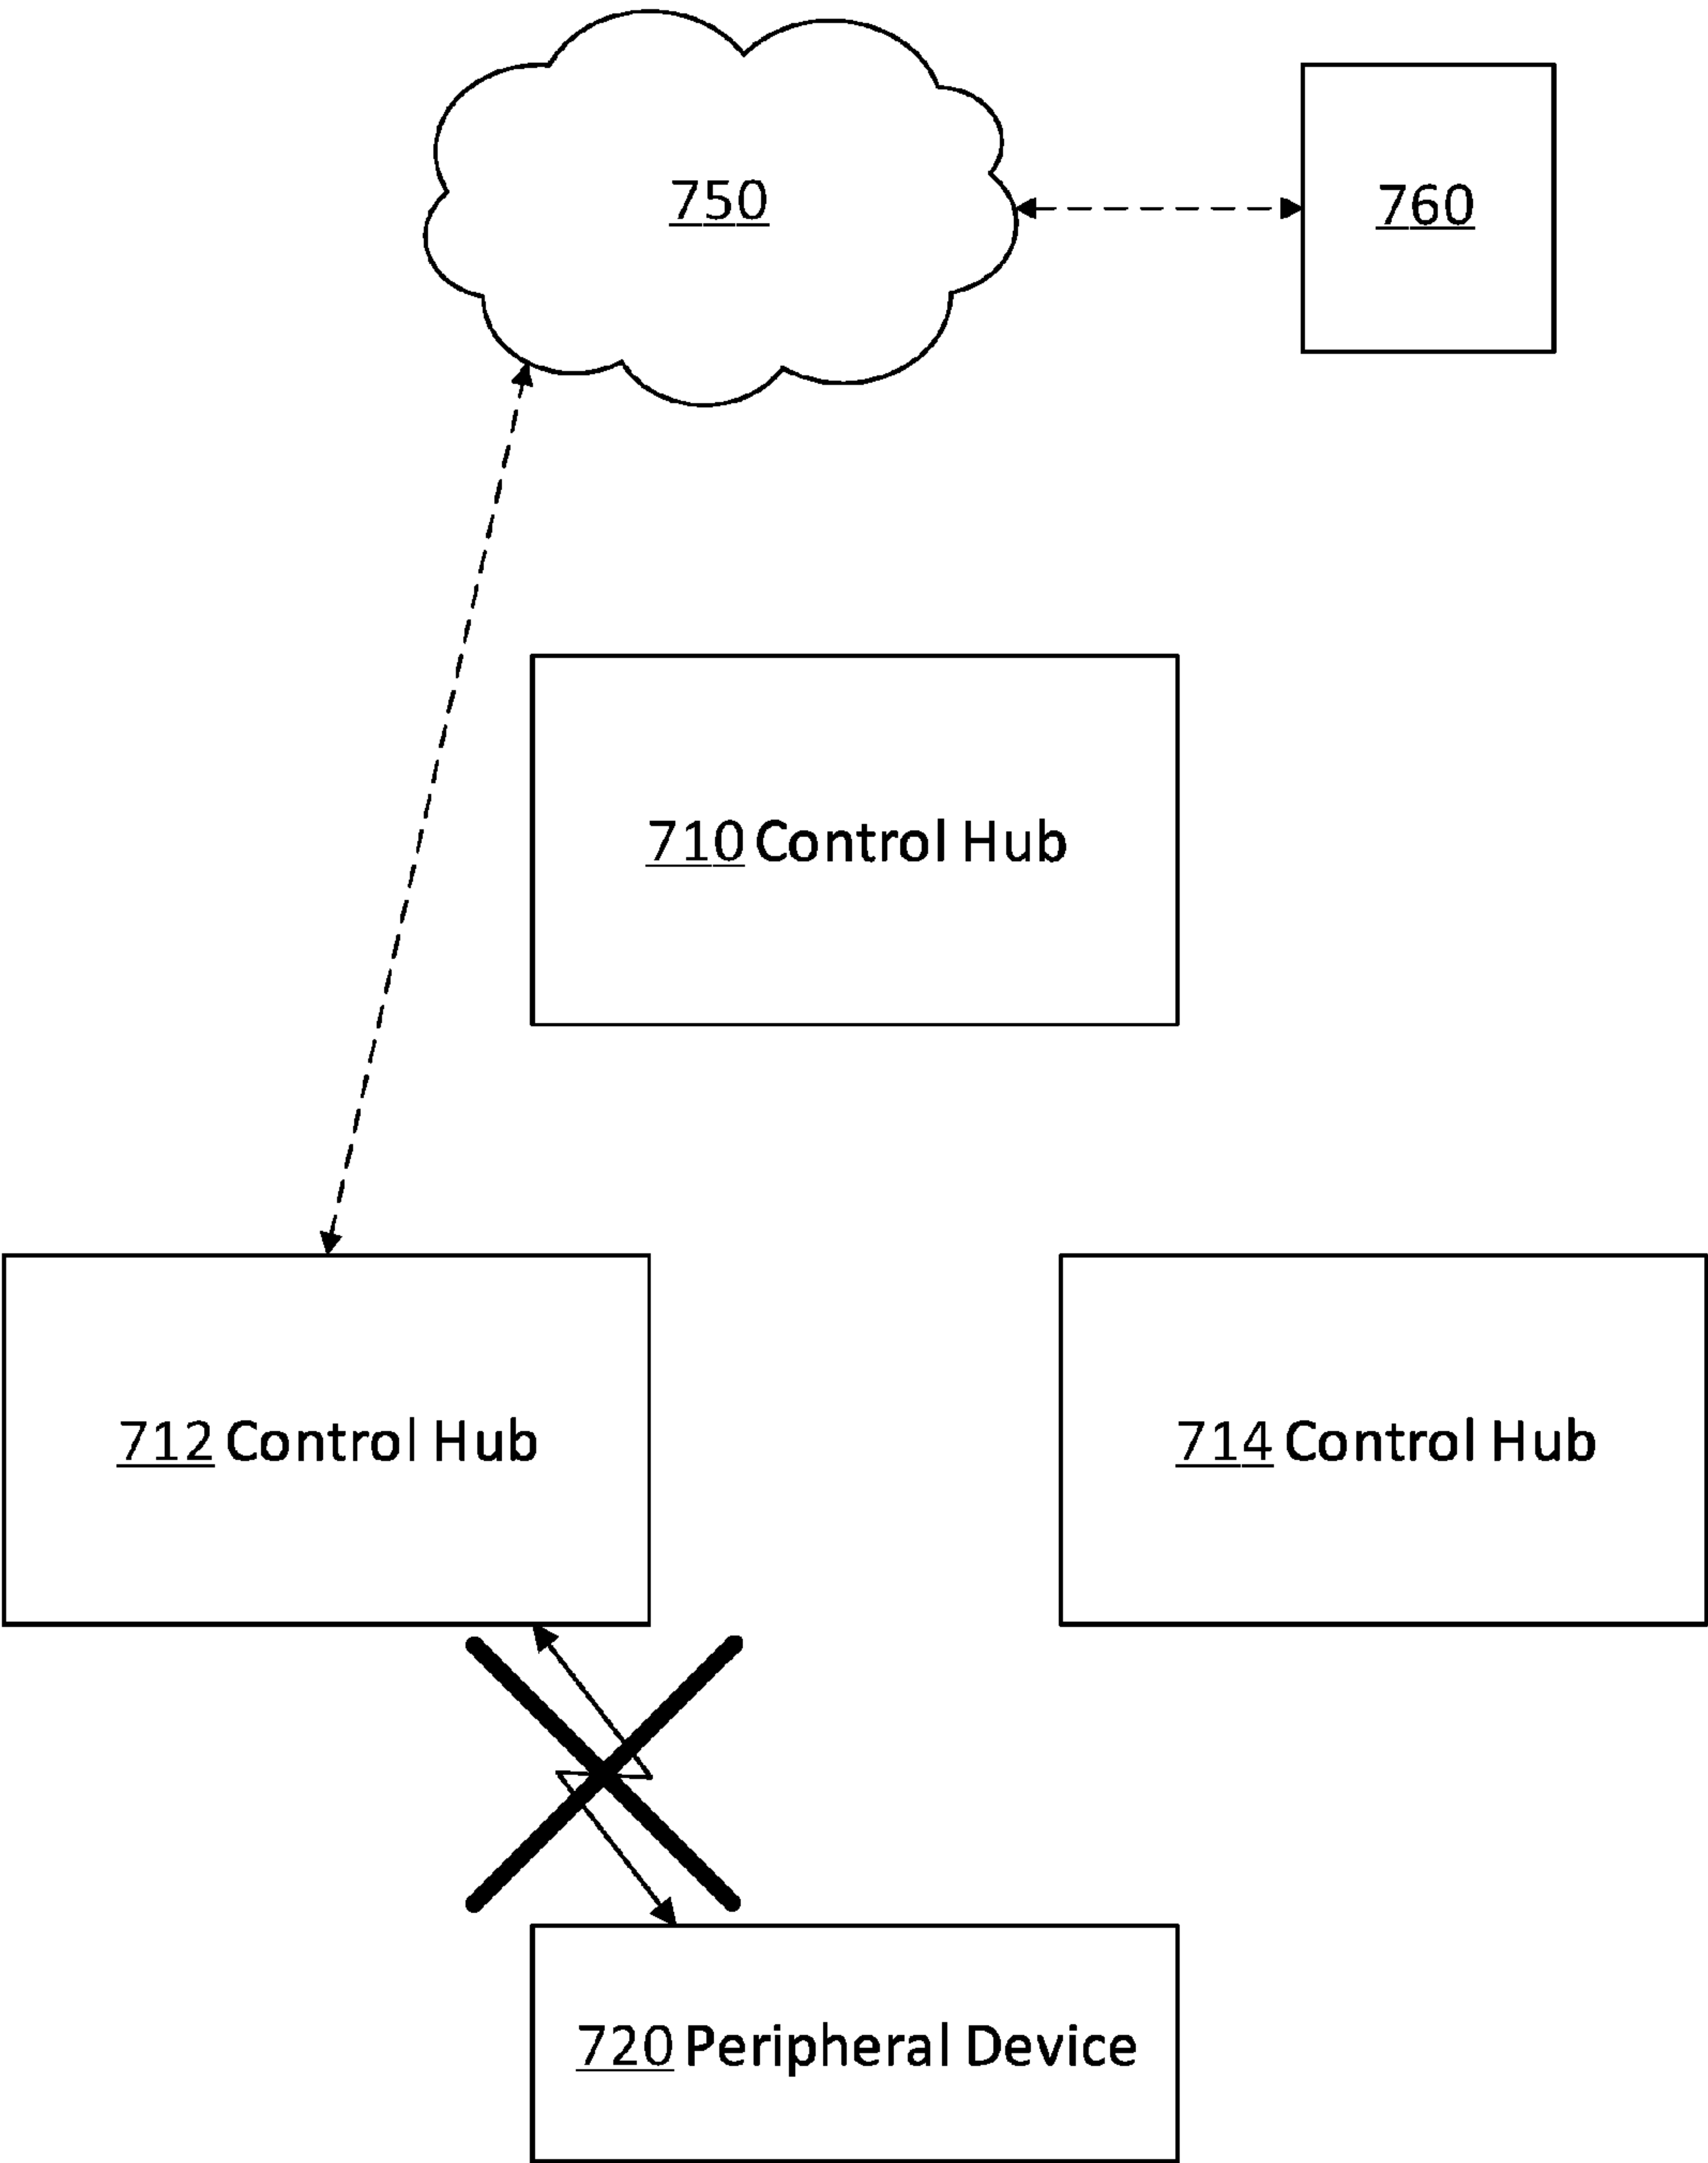 750
760
710 Control Hub
712 Control Hub
714 Control Hub
720 Peripheral Device